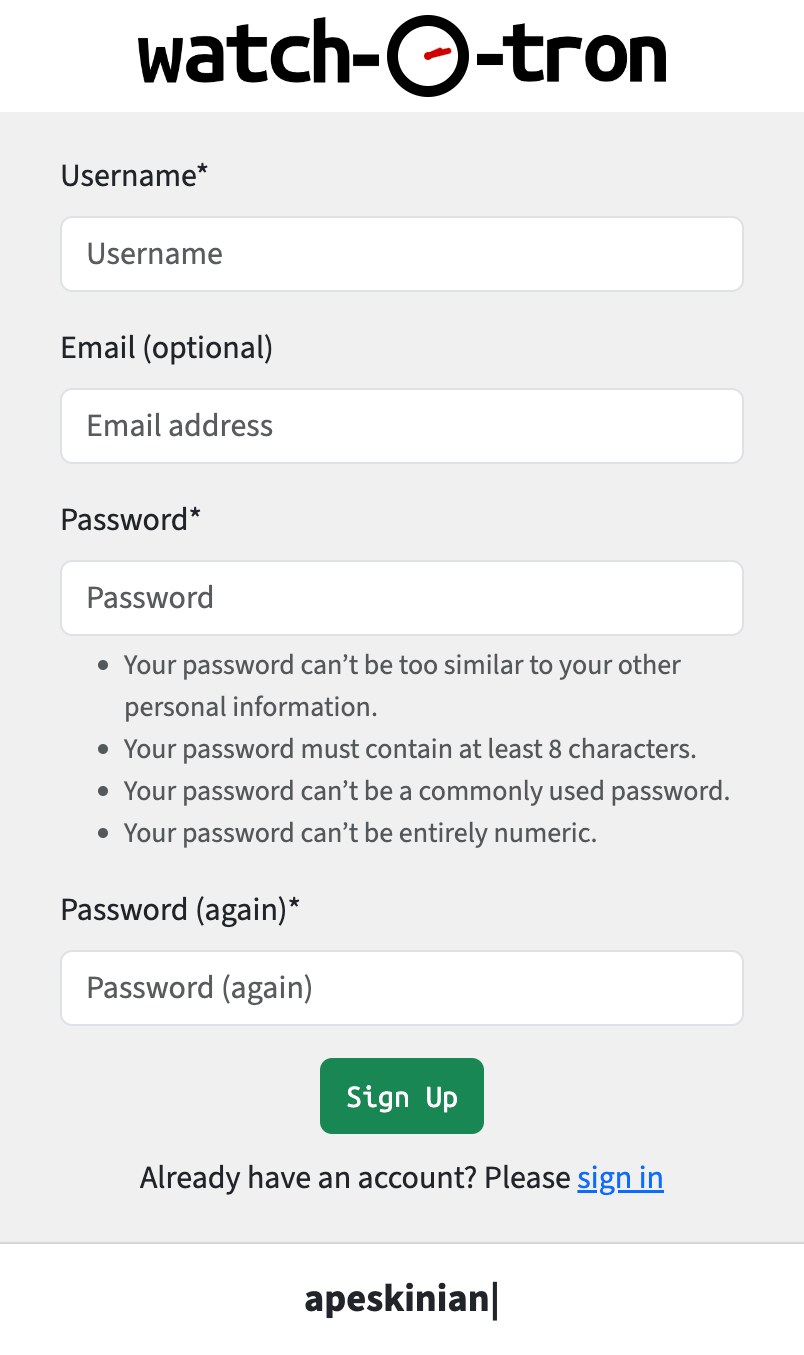 watch-O-tron
Username*
Username
Email (optional)
Email address
Password*
Password
• Your password can’t be too similar to your other
personal information.
• Your password must contain at least 8 characters.
• Your password can’t be a commonly used password.
• Your password can’t be entirely numeric.
Password (again)*
Password (again)
Sign Up
Already have an account? Please sign in
apeskinian|